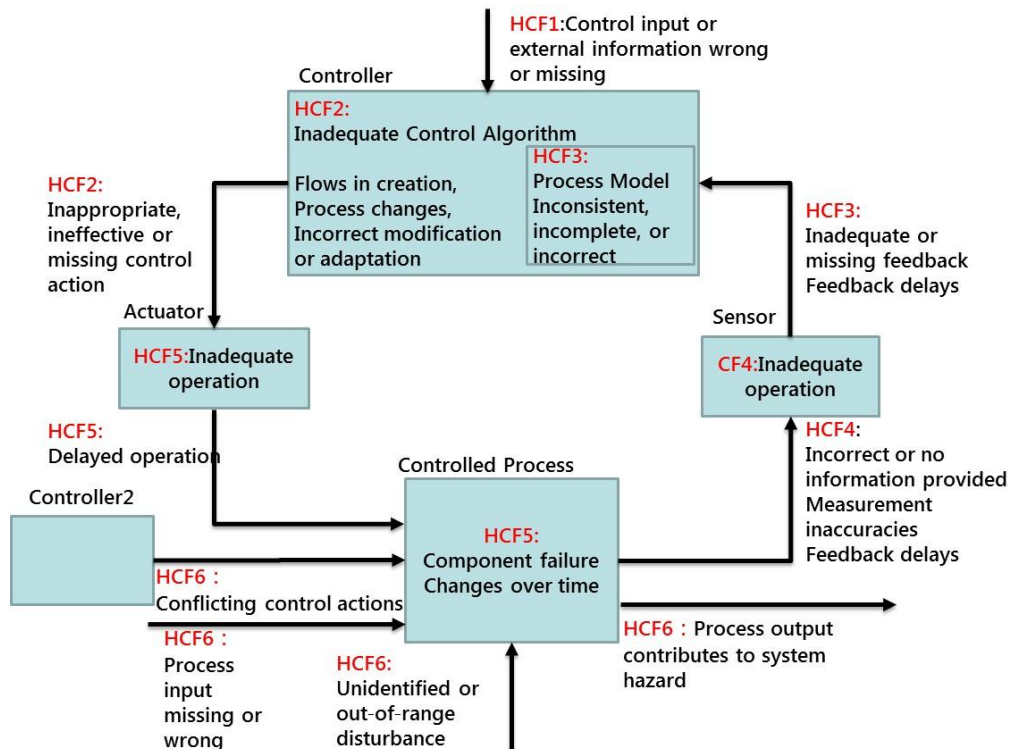 HCF1:Control input or
external information wrong
or missing
Controller
HCF2:
Inadequate Control Algorithm
Flows in creation,
Process changes,
Incorrect modification
or adaptation
HCF3:
Process Model
Inconsistent,
incomplete, or
incorrect
HCF2:
Inappropriate,
ineffective or
missing control
action
HCF3:
Inadequate or
missing feedback
Feedback delays
Actuator
HCF5:Inadequate
operation
Sensor
CF4:Inadequate
operation
HCF5:
Delayed operation
HCF4:
Incorrect or no
information provided
Measurement
inaccuracies
Feedback delays
Controller2
Controlled Process
HCF5:
Component failure
Changes over time
HCF6 :
Conflicting control actions
HCF6 :
Process
input
missing or
wrong
HCF6:
Unidentified or
out-of-range
disturbance
HCF6 : Process output
contributes to system
hazard